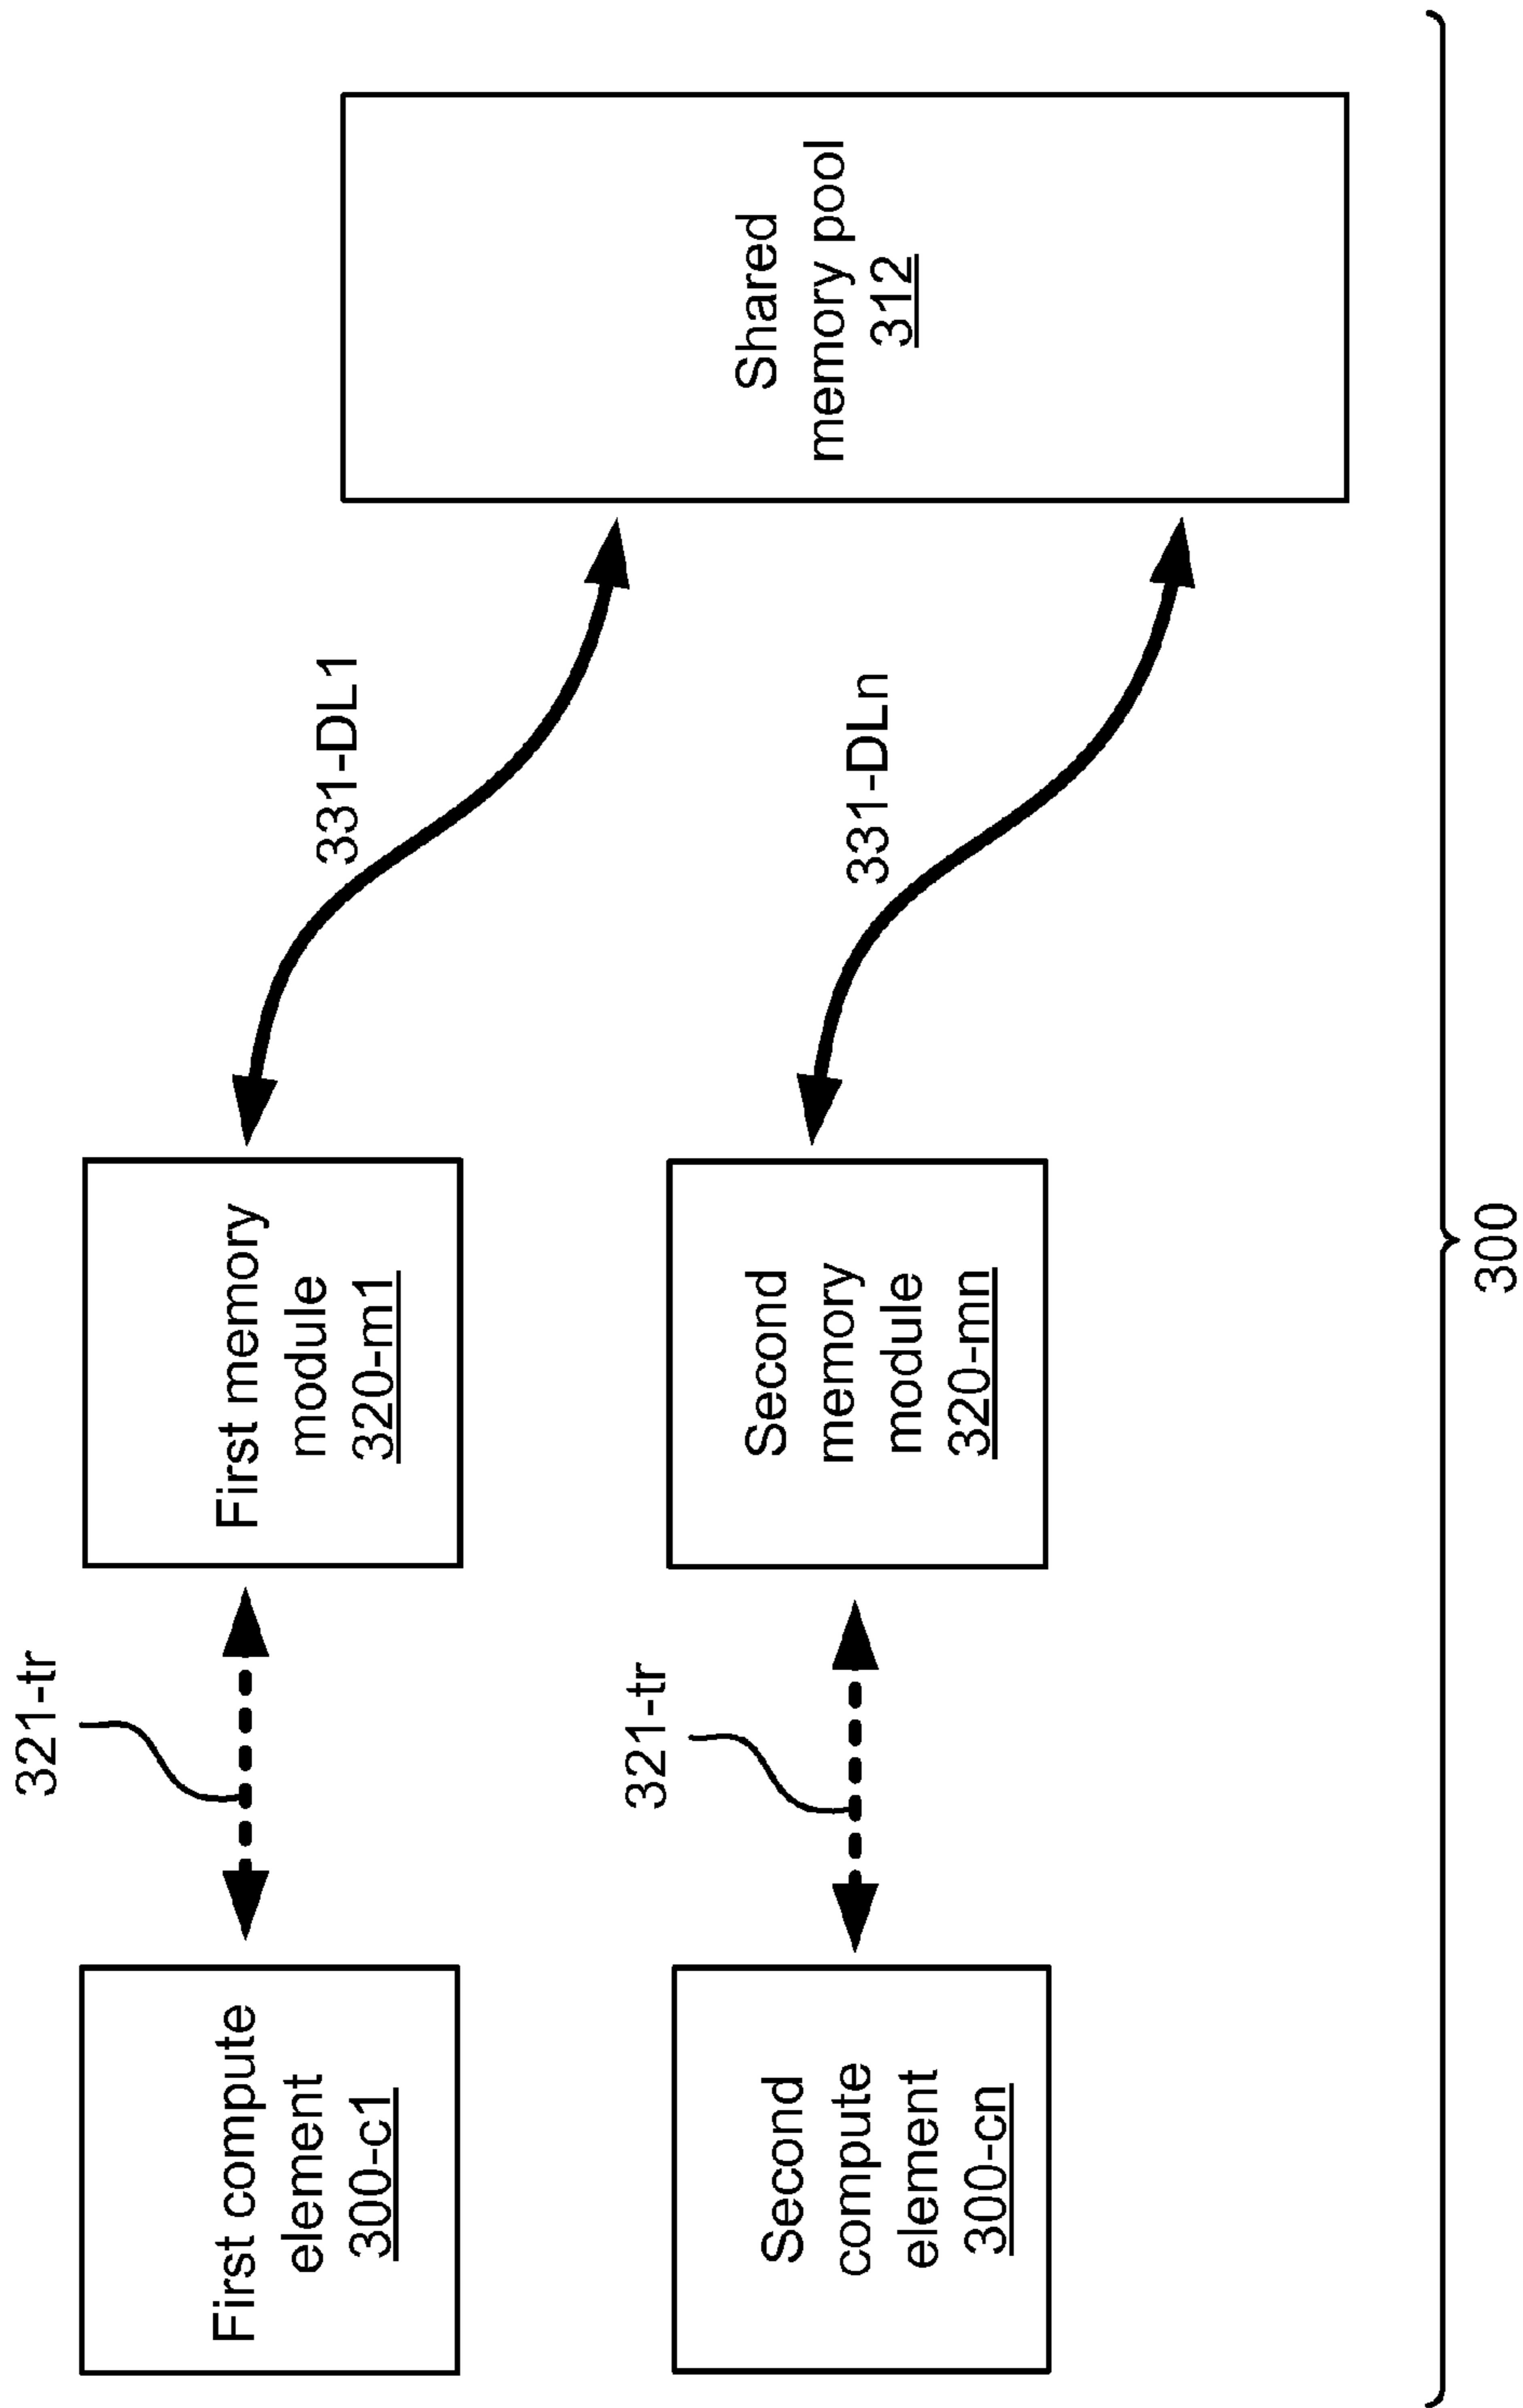 321-tr
First compute
element
300-c1
First memory
module
320-m1
331-DL1
321-tr
Second
compute
element
300-cn
Second
memory
module
320-mn
331-DLn
Shared
memory pool
312
300